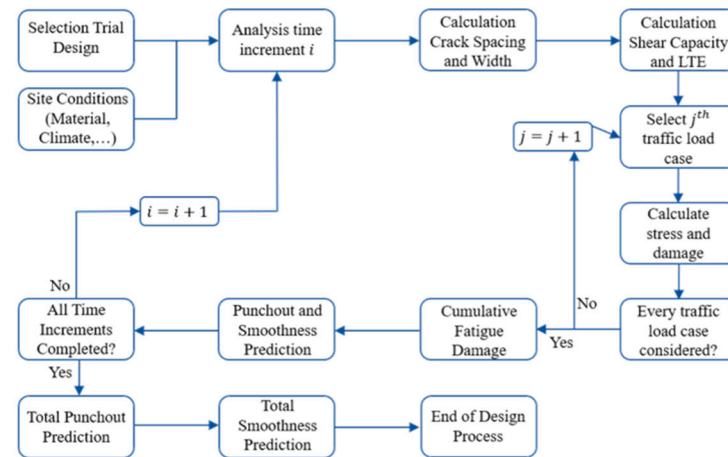 Selection Trial
Design
Analysis time
increment i
Calculation
Crack Spacing
and Width
Calculation
Shear Capacity
and LTE
Site Conditions
(Material,
Climate,...)
j = j + 1
Select jth
traffic load
case
i = i + 1
Calculate
stress and
damage
No
No
All Time
Increments
Completed?
Punchout and
Smoothness
Prediction
Cumulative
Fatigue
Damage
Yes
Every traffic
load case
considered?
Yes
Total Punchout
Prediction
Total
Smoothness
Prediction
End of Design
Process